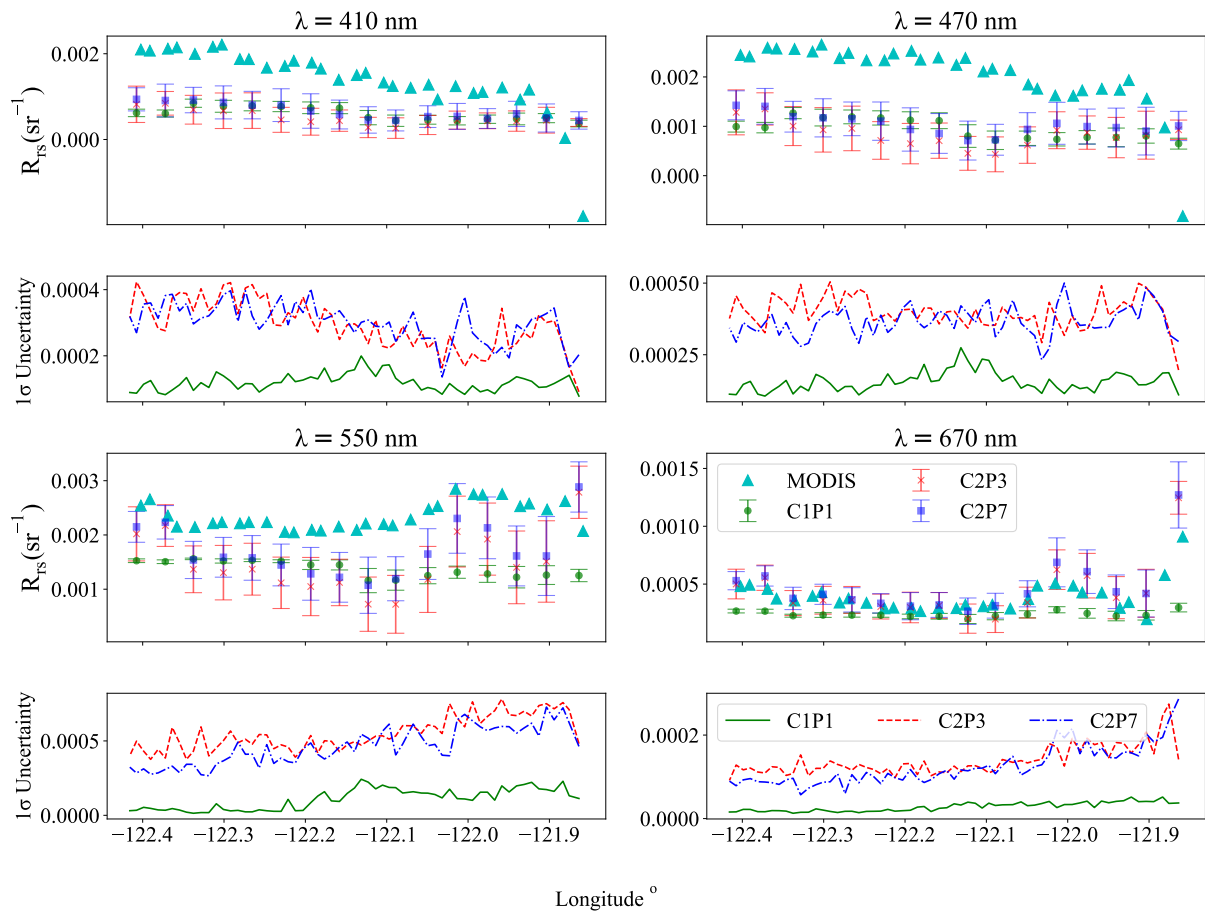 λ = 410 nm
λ = 470 nm
0.002
0.000
R_rs(sr⁻¹)
0.002
0.001
0.000
0.0004
0.0002
1σ Uncertainty
0.00050
0.00025
λ = 550 nm
λ = 670 nm
0.003
0.002
0.001
R_rs(sr⁻¹)
0.0015
0.0010
0.0005
0.0000
MODIS
C1P1
C2P3
C2P7
0.0005
0.0000
1σ Uncertainty
0.0002
0.0000
C1P1 C2P3 C2P7
−122.4 −122.3 −122.2 −122.1 −122.0 −121.9
−122.4 −122.3 −122.2 −122.1 −122.0 −121.9
Longitude °